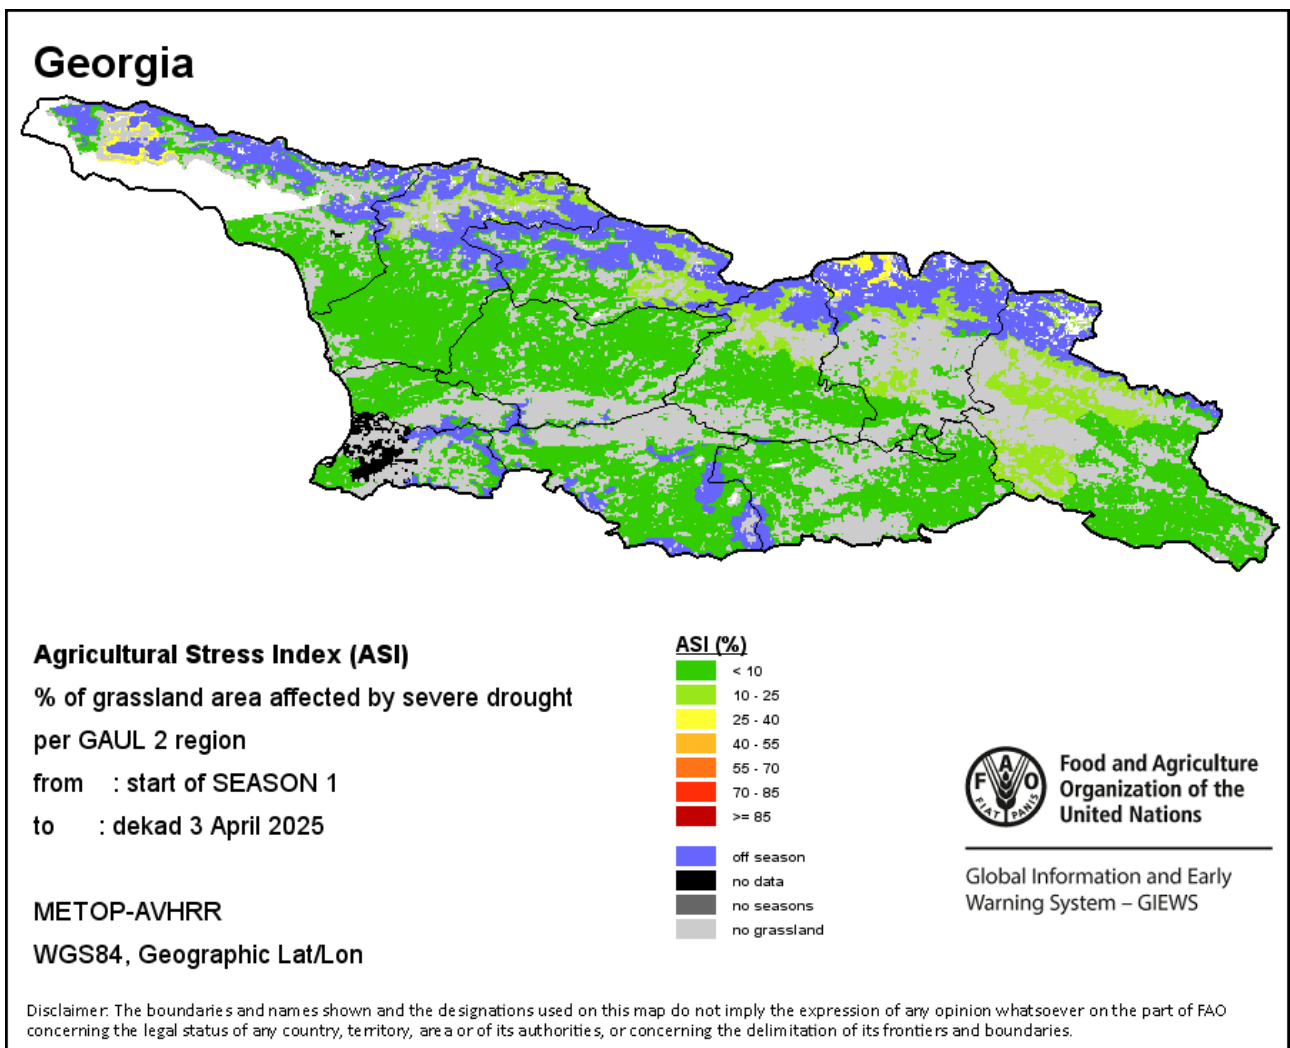 Georgia
Agricultural Stress Index (ASI)
% of grassland area affected by severe drought
per GAUL 2 region
from : start of SEASON 1
to : dekad 3 April 2025
METOP-AVHRR
WGS84, Geographic Lat/Lon
ASI (%)
< 10
10 - 25
25 - 40
40 - 55
55 - 70
70 - 85
>= 85
off season
no data
no seasons
no grassland
F A O
FIAT PANIS
Food and Agriculture
Organization of the
United Nations
Global Information and Early
Warning System – GIEWS
Disclaimer: The boundaries and names shown and the designations used on this map do not imply the expression of any opinion whatsoever on the part of FAO
concerning the legal status of any country, territory, area or of its authorities, or concerning the delimitation of its frontiers and boundaries.